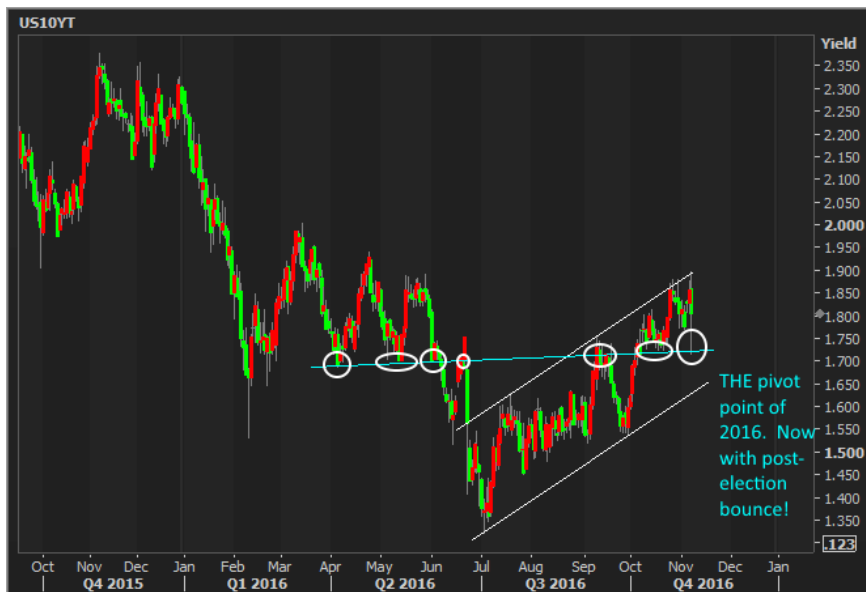 US10YT
Yield
2.350
2.300
2.250
2.200
2.150
2.100
2.050
2.000
1.950
1.900
1.850
1.800
1.750
1.700
1.650
1.600
1.550
1.500
1.450
1.400
1.350
.123
THE pivot
point of
2016. Now
with post-
election
bounce!
Oct Nov Dec Jan Feb Mar Apr May Jun Jul Aug Sep Oct Nov Jan
Q4 2015 Q1 2016 Q2 2016 Q3 2016 Q4 2016